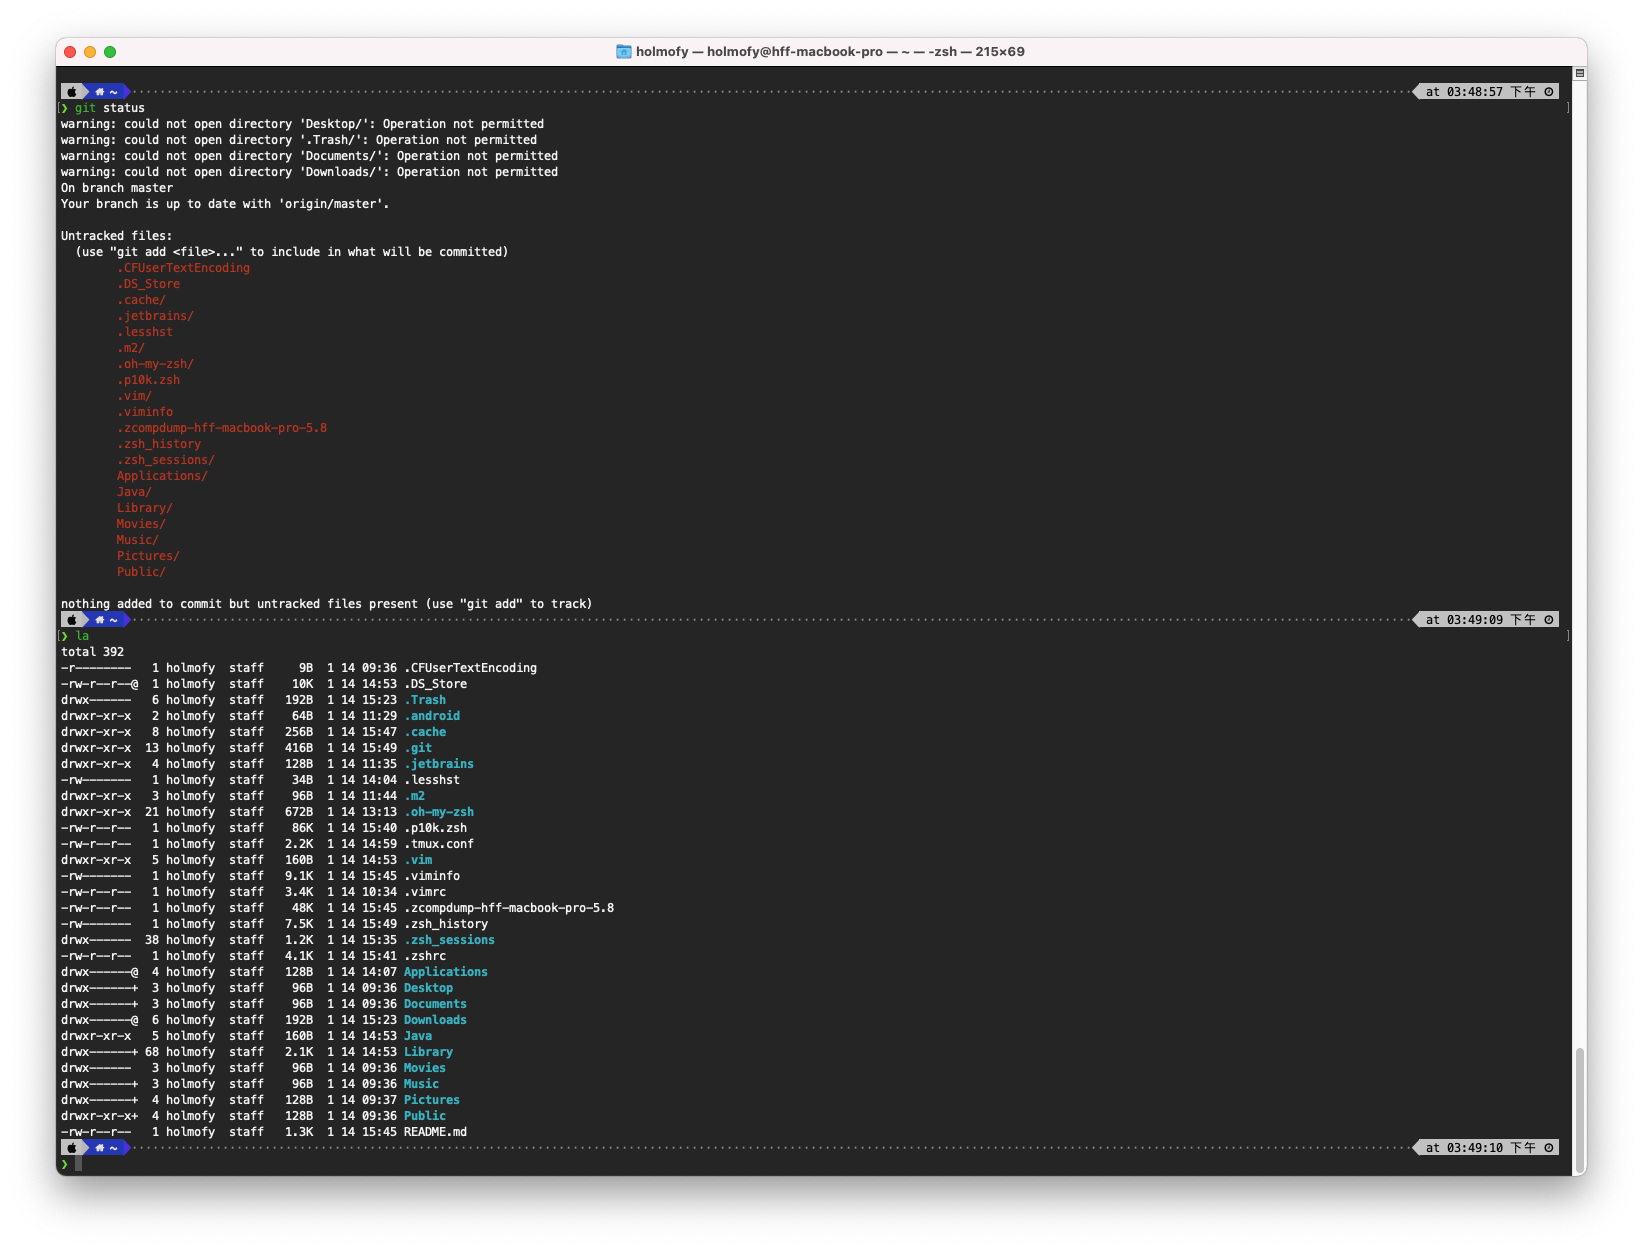 holmofy — holmofy@hff-macbook-pro — ~ — -zsh — 215×69
~ at 03:48:57 下午
❯ git status
warning: could not open directory 'Desktop/': Operation not permitted
warning: could not open directory '.Trash/': Operation not permitted
warning: could not open directory 'Documents/': Operation not permitted
warning: could not open directory 'Downloads/': Operation not permitted
On branch master
Your branch is up to date with 'origin/master'.
Untracked files:
(use "git add <file>..." to include in what will be committed)
.CFUserTextEncoding
.DS_Store
.cache/
.jetbrains/
.lesshst
.m2/
.oh-my-zsh/
.p10k.zsh
.vim/
.viminfo
.zcompdump-hff-macbook-pro-5.8
.zsh_history
.zsh_sessions/
Applications/
Java/
Library/
Movies/
Music/
Pictures/
Public/
nothing added to commit but untracked files present (use "git add" to track)
~ at 03:49:09 下午
❯ la
total 392
-r-------- 1 holmofy staff 9B 1 14 09:36 .CFUserTextEncoding
-rw-r--r--@ 1 holmofy staff 10K 1 14 14:53 .DS_Store
drwx------ 6 holmofy staff 192B 1 14 15:23 .Trash
drwxr-xr-x 2 holmofy staff 64B 1 14 11:29 .android
drwxr-xr-x 8 holmofy staff 256B 1 14 15:47 .cache
drwxr-xr-x 13 holmofy staff 416B 1 14 15:49 .git
drwxr-xr-x 4 holmofy staff 128B 1 14 11:35 .jetbrains
-rw------- 1 holmofy staff 34B 1 14 14:04 .lesshst
drwxr-xr-x 3 holmofy staff 96B 1 14 11:44 .m2
drwxr-xr-x 21 holmofy staff 672B 1 14 13:13 .oh-my-zsh
-rw-r--r-- 1 holmofy staff 86K 1 14 15:40 .p10k.zsh
-rw-r--r-- 1 holmofy staff 2.2K 1 14 14:59 .tmux.conf
drwxr-xr-x 5 holmofy staff 160B 1 14 14:53 .vim
-rw------- 1 holmofy staff 9.1K 1 14 15:45 .viminfo
-rw-r--r-- 1 holmofy staff 3.4K 1 14 10:34 .vimrc
-rw-r--r-- 1 holmofy staff 48K 1 14 15:45 .zcompdump-hff-macbook-pro-5.8
-rw------- 1 holmofy staff 7.5K 1 14 15:49 .zsh_history
drwx------ 38 holmofy staff 1.2K 1 14 15:35 .zsh_sessions
-rw-r--r-- 1 holmofy staff 4.1K 1 14 15:41 .zshrc
drwx------@ 4 holmofy staff 128B 1 14 14:07 Applications
drwx------+ 3 holmofy staff 96B 1 14 09:36 Desktop
drwx------+ 3 holmofy staff 96B 1 14 09:36 Documents
drwx------@ 6 holmofy staff 192B 1 14 15:23 Downloads
drwxr-xr-x 5 holmofy staff 160B 1 14 14:53 Java
drwx------+ 68 holmofy staff 2.1K 1 14 14:53 Library
drwx------ 3 holmofy staff 96B 1 14 09:36 Movies
drwx------+ 3 holmofy staff 96B 1 14 09:36 Music
drwx------+ 4 holmofy staff 128B 1 14 09:37 Pictures
drwxr-xr-x+ 4 holmofy staff 128B 1 14 09:36 Public
-rw-r--r-- 1 holmofy staff 1.3K 1 14 15:45 README.md
~ at 03:49:10 下午
❯